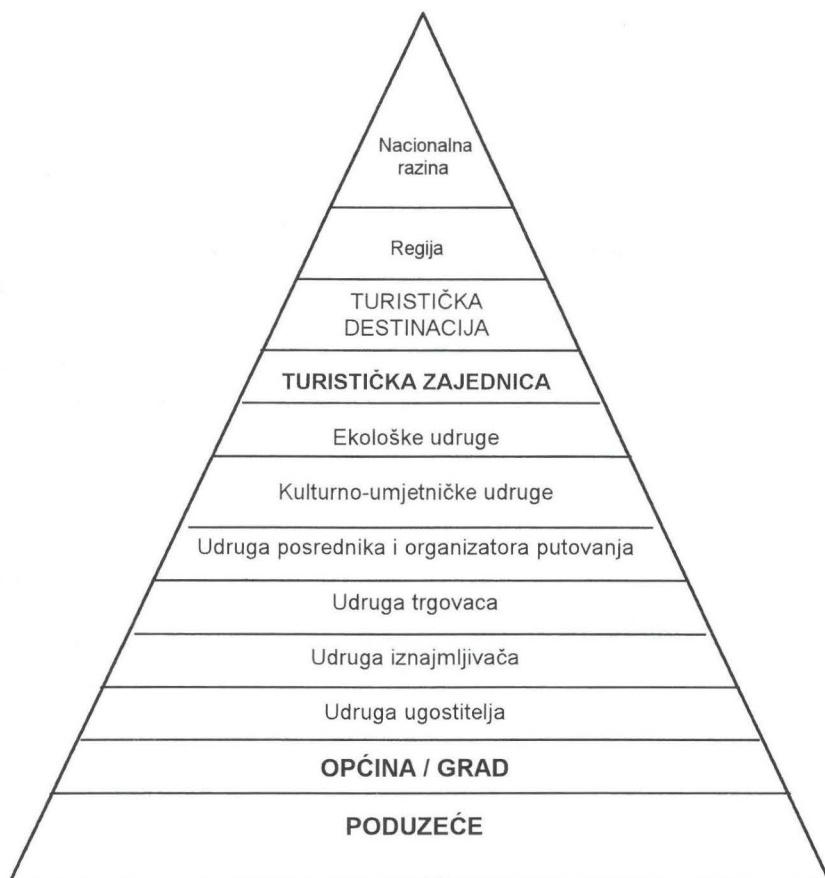 Nacionalna
razina
Regija
TURISTIČKA
DESTINACIJA
TURISTIČKA ZAJEDNICA
Ekološke udruge
Kulturno-umjetničke udruge
Udruga posrednika i organizatora putovanja
Udruga trgovaca
Udruga iznajmljivača
Udruga ugostitelja
OPĆINA / GRAD
PODUZEĆE